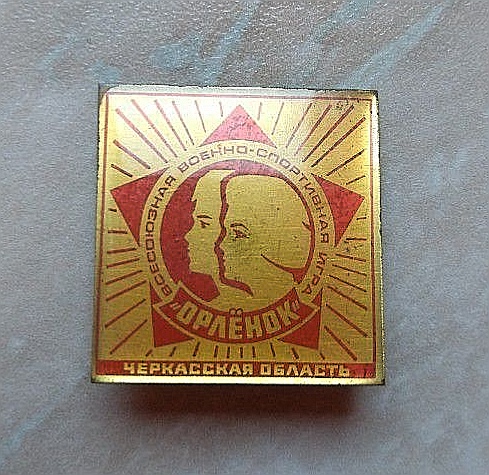 ВСЕСОЮЗНАЯ ВОЕННО-СПОРТИВНАЯ ИГРА
"ОРЛЁНОК"
ЧЕРКАССКАЯ ОБЛАСТЬ